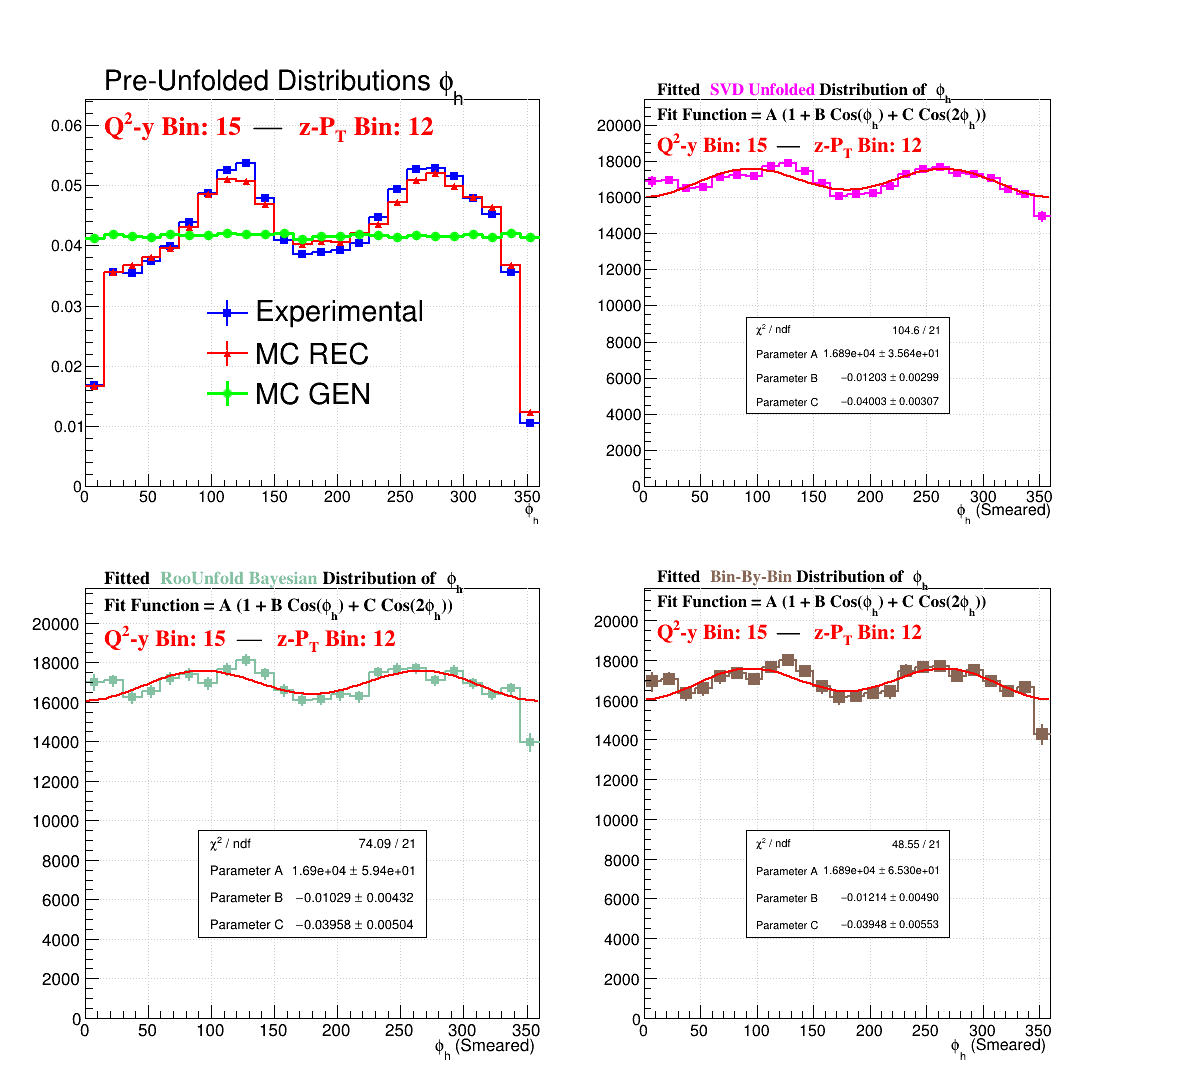 Pre-Unfolded Distributions ϕh
Q²-y Bin: 15 — z-PT Bin: 12
0.06
0.05
0.04
0.03
0.02
0.01
0
Experimental
MC REC
MC GEN
0 50 100 150 200 250 300 350
ϕh
Fitted SVD Unfolded Distribution of ϕh
Fit Function = A (1 + B Cos(ϕh) + C Cos(2ϕh))
Q²-y Bin: 15 — z-PT Bin: 12
20000
18000
16000
14000
12000
10000
8000
6000
4000
2000
0
χ² / ndf 104.6 / 21
Parameter A 1.689e+04 ± 3.564e+01
Parameter B −0.01203 ± 0.00299
Parameter C −0.04003 ± 0.00307
0 50 100 150 200 250 300 350
ϕh (Smeared)
Fitted RooUnfold Bayesian Distribution of ϕh
Fit Function = A (1 + B Cos(ϕh) + C Cos(2ϕh))
Q²-y Bin: 15 — z-PT Bin: 12
20000
18000
16000
14000
12000
10000
8000
6000
4000
2000
0
χ² / ndf 74.09 / 21
Parameter A 1.69e+04 ± 5.94e+01
Parameter B −0.01029 ± 0.00432
Parameter C −0.03958 ± 0.00504
0 50 100 150 200 250 300 350
ϕh (Smeared)
Fitted Bin-By-Bin Distribution of ϕh
Fit Function = A (1 + B Cos(ϕh) + C Cos(2ϕh))
Q²-y Bin: 15 — z-PT Bin: 12
20000
18000
16000
14000
12000
10000
8000
6000
4000
2000
0
χ² / ndf 48.55 / 21
Parameter A 1.689e+04 ± 6.530e+01
Parameter B −0.01214 ± 0.00490
Parameter C −0.03948 ± 0.00553
0 50 100 150 200 250 300 350
ϕh (Smeared)